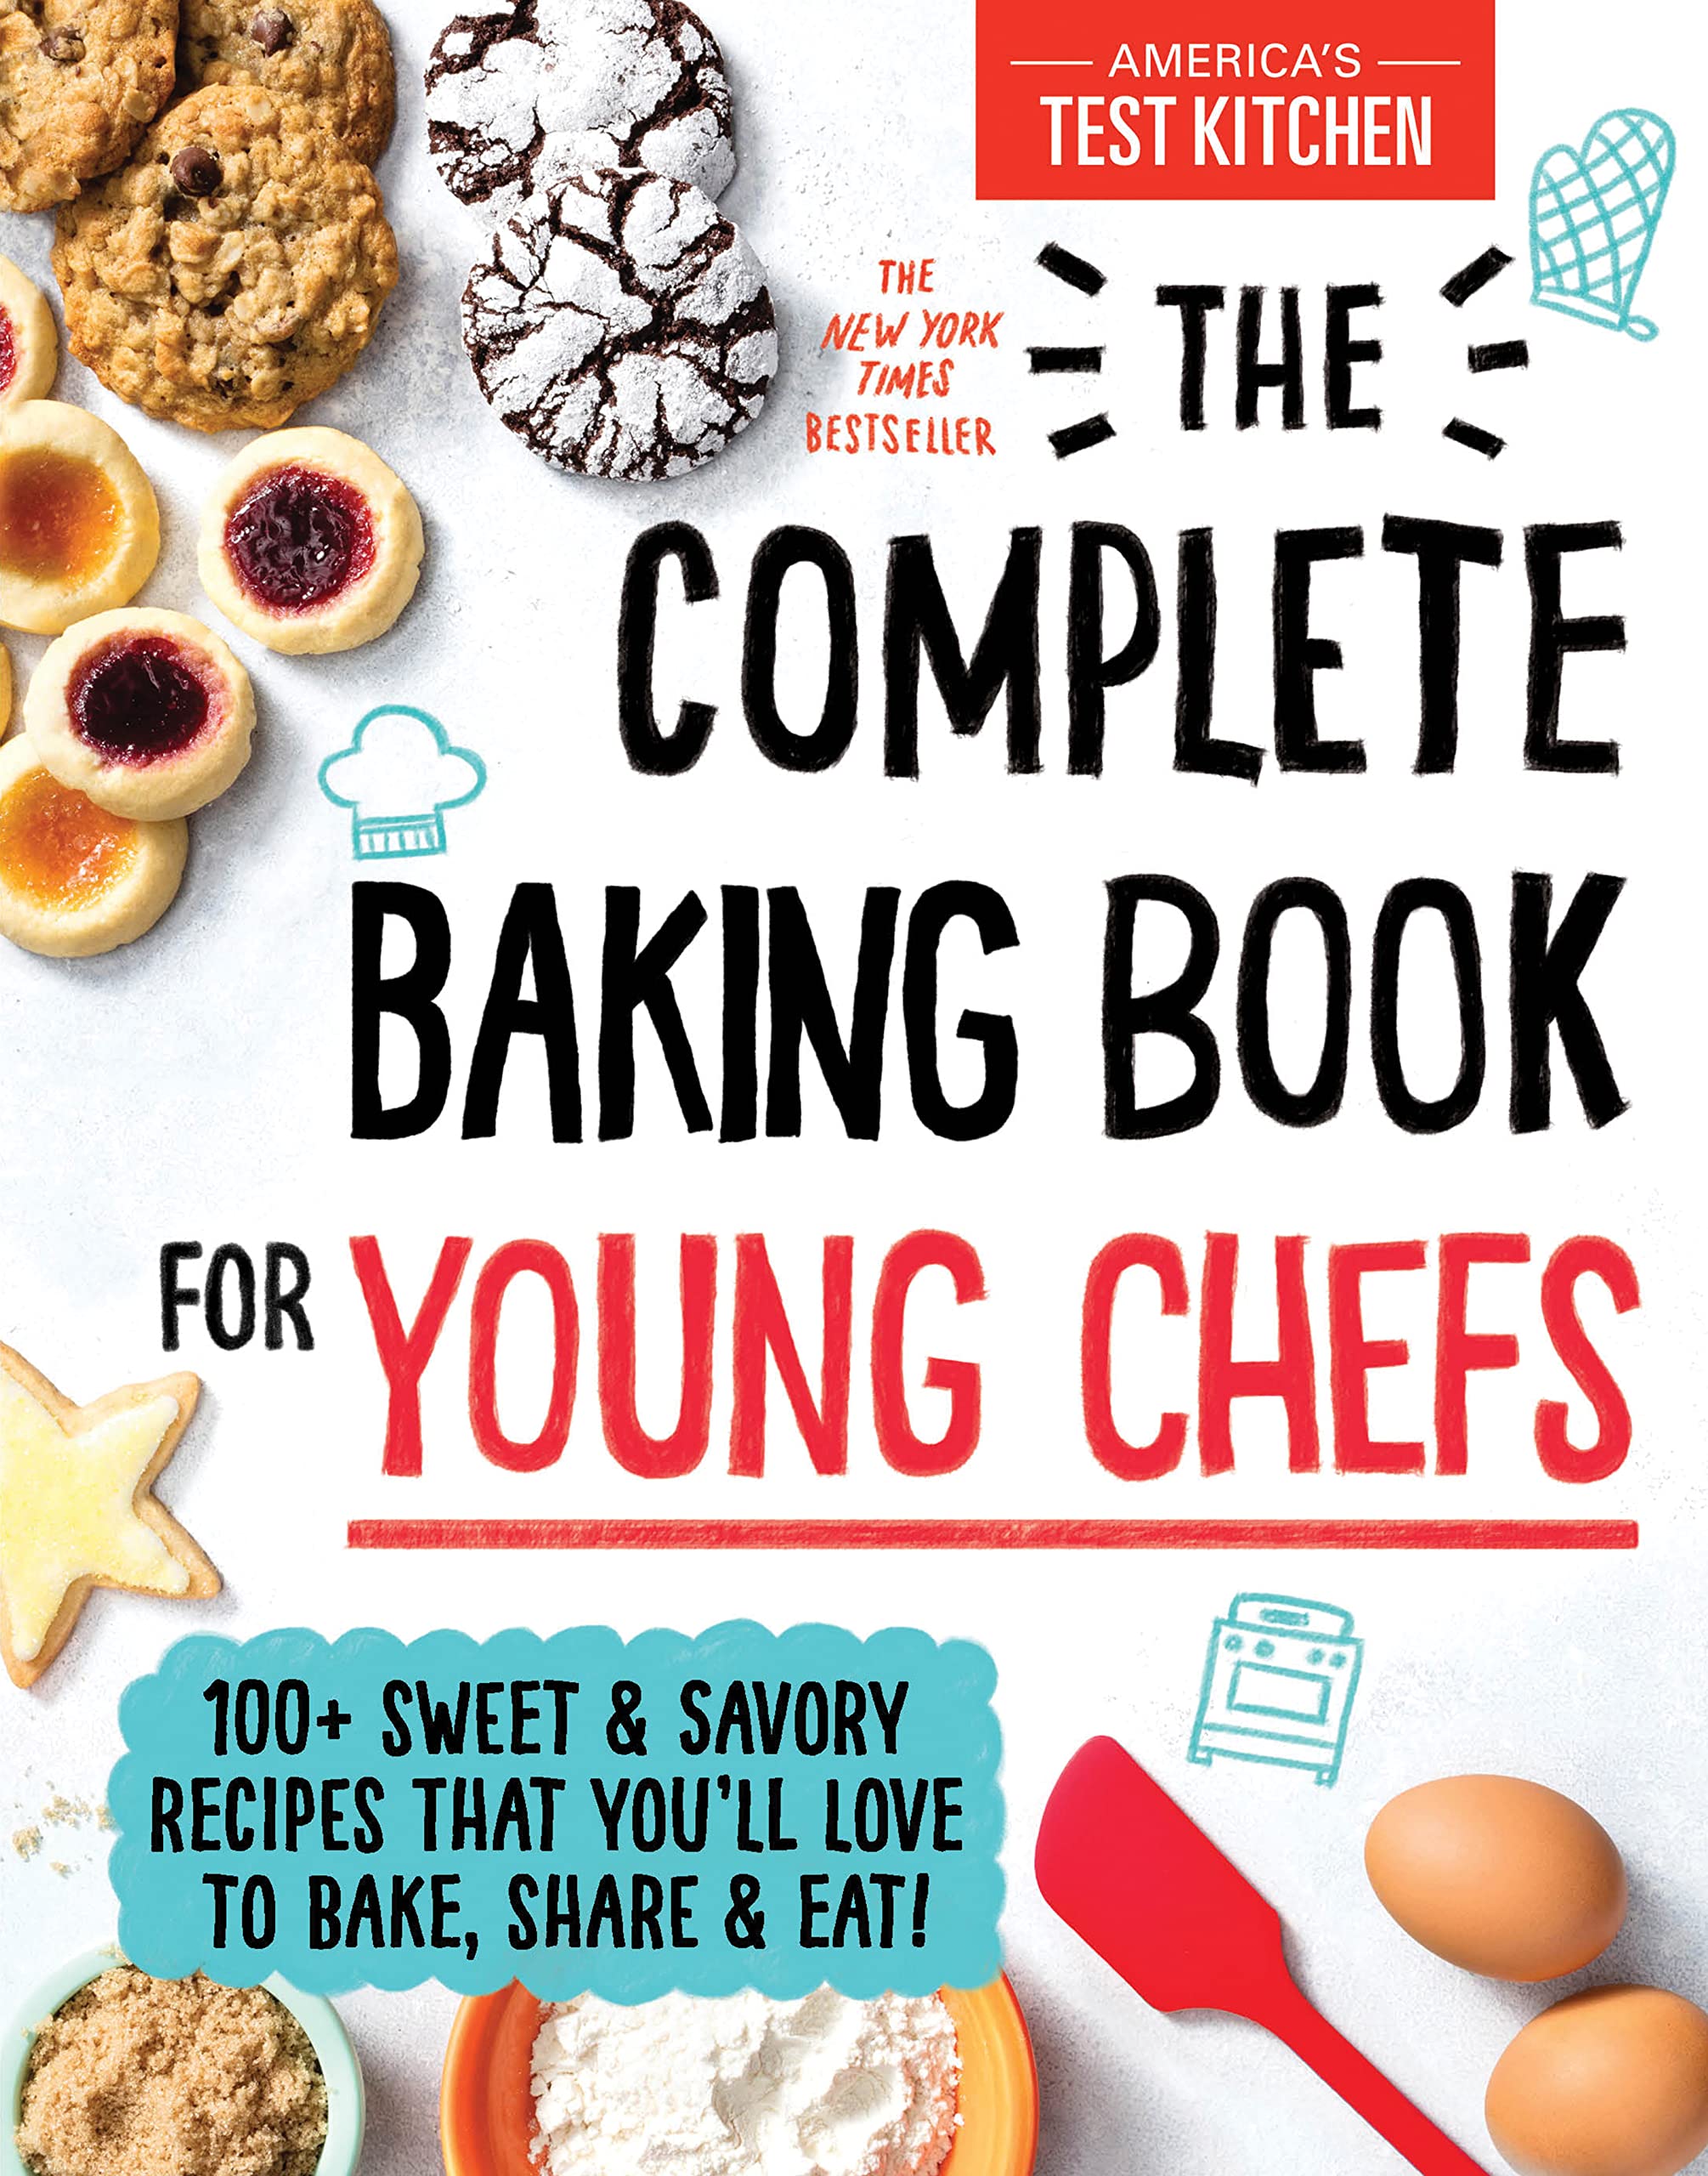 AMERICA'S
TEST KITCHEN
THE
NEW YORK
TIMES
BESTSELLER
THE
COMPLETE
BAKING BOOK
FOR YOUNG CHEFS
100+ SWEET & SAVORY
RECIPES THAT YOU'LL LOVE
TO BAKE, SHARE & EAT!